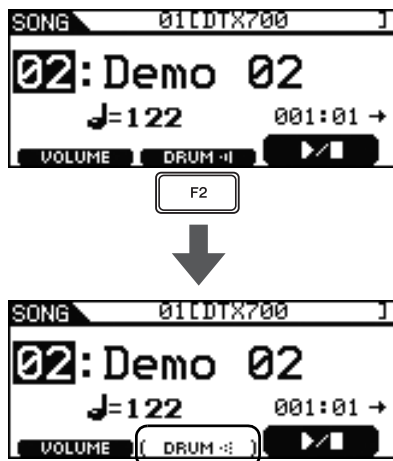 SONG 01[DTX700 ]
02:Demo 02
♩=122 001:01 →
VOLUME DRUM
F2
SONG 01[DTX700 ]
02:Demo 02
♩=122 001:01 →
VOLUME ( DRUM )